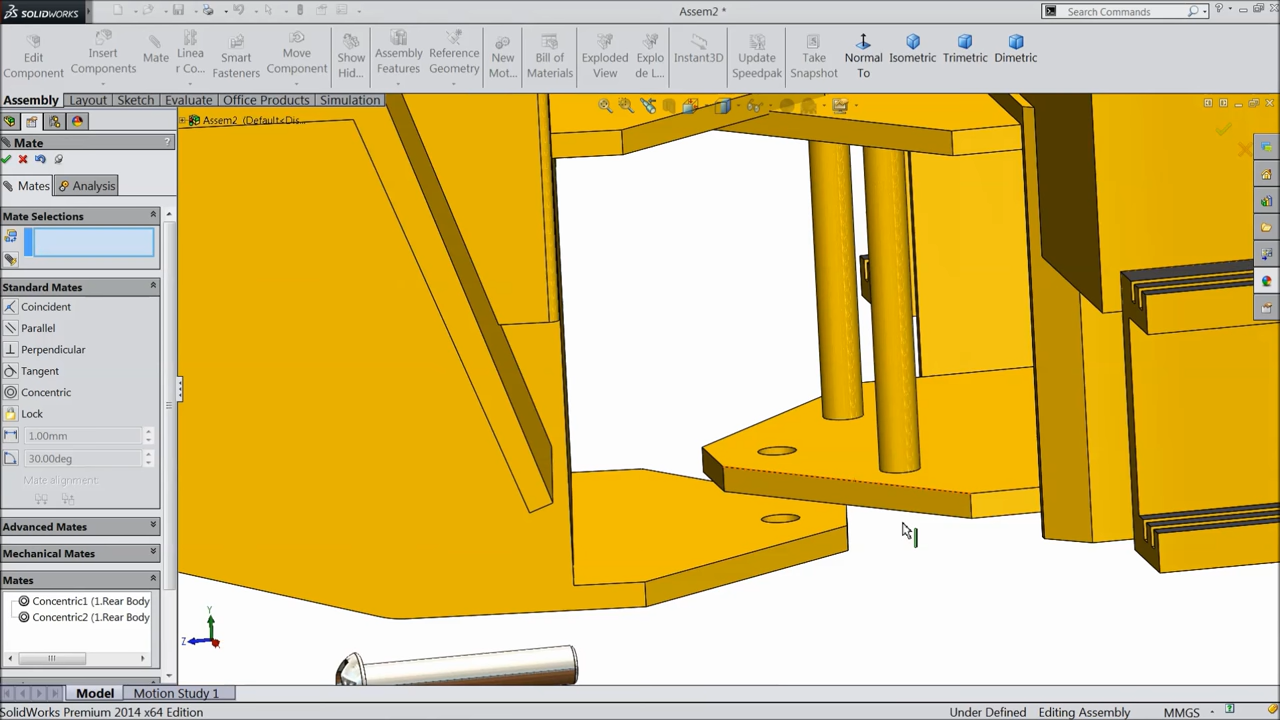 SOLIDWORKS
Assem2 *
Search Commands
Edit Component
Insert Components
Mate
Linea r Co...
Smart Fasteners
Move Component
Show Hid...
Assembly Features
Reference Geometry
New Mot...
Bill of Materials
Exploded View
Explo de L...
Instant3D
Update Speedpak
Take Snapshot
Normal To
Isometric
Trimetric
Dimetric
Assembly
Layout
Sketch
Evaluate
Office Products
Simulation
Assem2 (Default<Dis...
Mate
?
Mates
Analysis
Mate Selections
Standard Mates
Coincident
Parallel
Perpendicular
Tangent
Concentric
Lock
1.00mm
30.00deg
Mate alignment:
Advanced Mates
Mechanical Mates
Mates
Concentric1 (1.Rear Body
Concentric2 (1.Rear Body
Y
Z
Model
Motion Study 1
SolidWorks Premium 2014 x64 Edition
Under Defined
Editing Assembly
MMGS